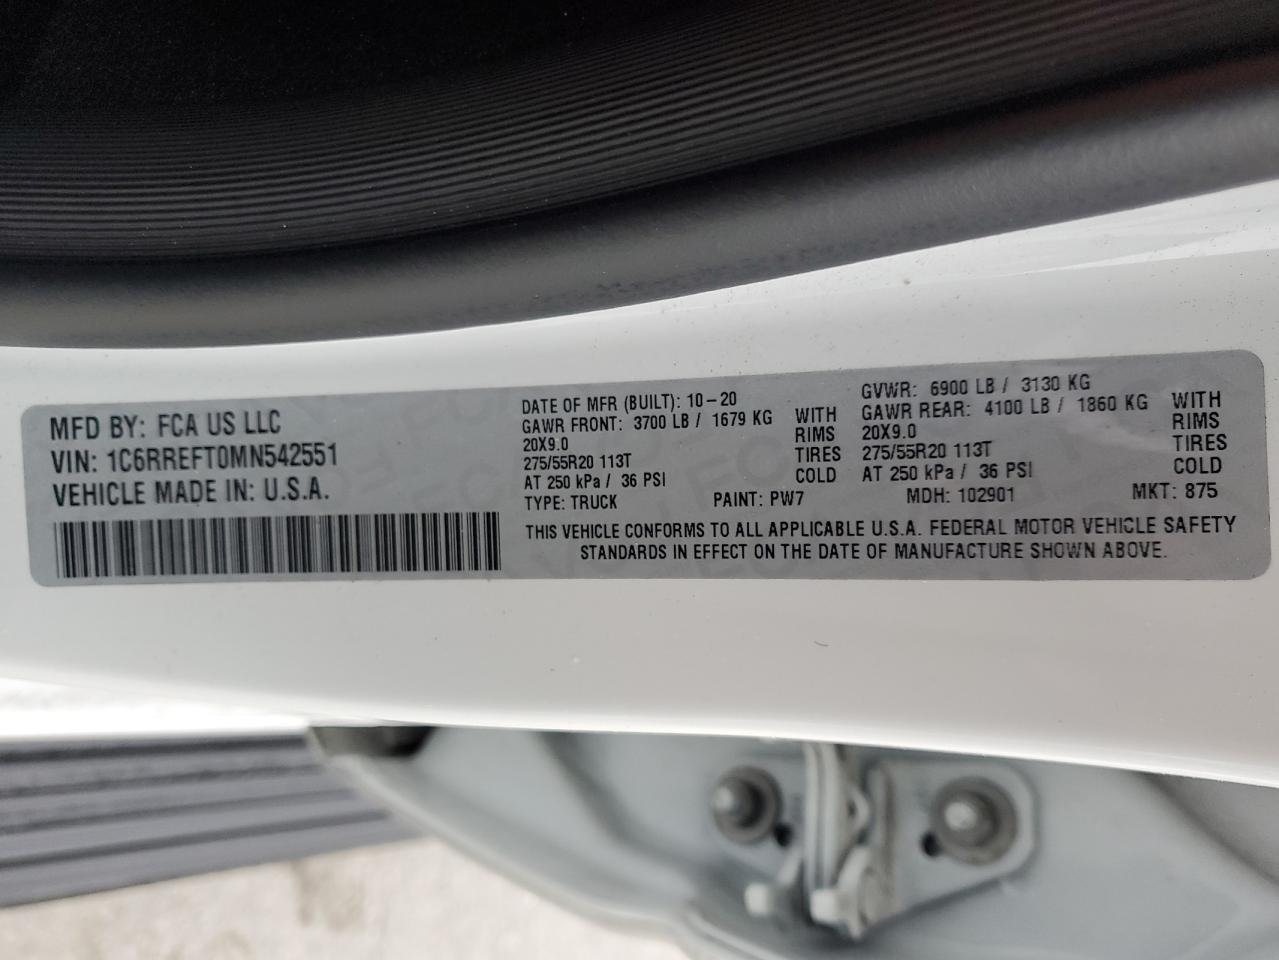 MFD BY: FCA US LLC
VIN: 1C6RREFT0MN542551
VEHICLE MADE IN: U.S.A.
DATE OF MFR (BUILT): 10-20
GVWR: 6900 LB / 3130 KG
GAWR FRONT: 3700 LB / 1679 KG WITH
20X9.0 RIMS
275/55R20 113T TIRES
AT 250 kPa / 36 PSI COLD
GAWR REAR: 4100 LB / 1860 KG WITH
20X9.0 RIMS
275/55R20 113T TIRES
AT 250 kPa / 36 PSI COLD
TYPE: TRUCK PAINT: PW7 MDH: 102901 MKT: 875
THIS VEHICLE CONFORMS TO ALL APPLICABLE U.S.A. FEDERAL MOTOR VEHICLE SAFETY
STANDARDS IN EFFECT ON THE DATE OF MANUFACTURE SHOWN ABOVE.